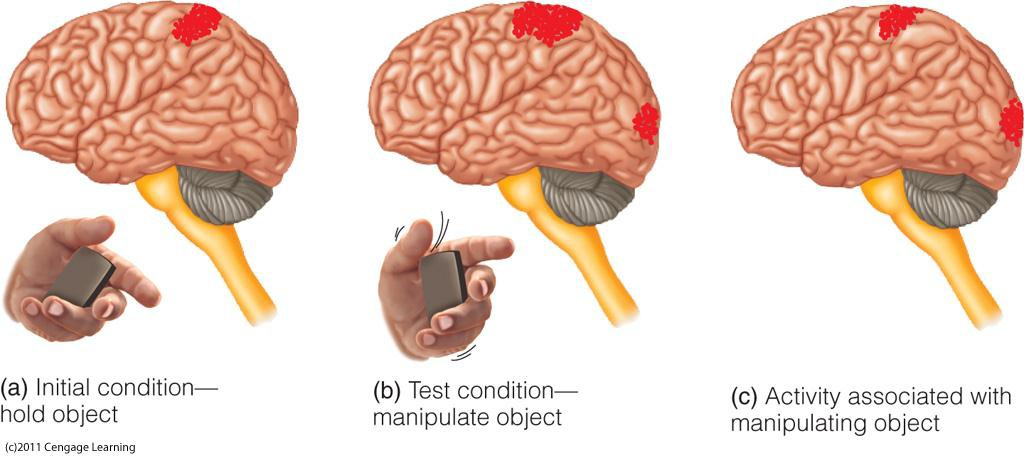 (a) Initial condition—
hold object
(b) Test condition—
manipulate object
(c) Activity associated with
manipulating object
(c)2011 Cengage Learning